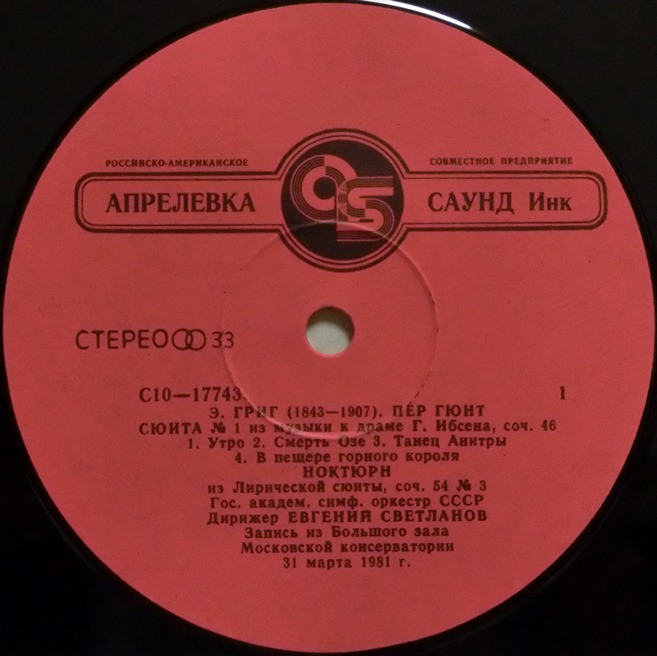 РОССИЙСКО-АМЕРИКАНСКОЕ СОВМЕСТНОЕ ПРЕДПРИЯТИЕ
АПРЕЛЕВКА САУНД Инк
СТЕРЕО 33
С10—17743 1
Э. ГРИГ (1843—1907). ПЕР ГЮНТ
СЮИТА № 1 из музыки к драме Г. Ибсена, соч. 46
1. Утро 2. Смерть Озе 3. Танец Анитры
4. В пещере горного короля
НОКТЮРН
из Лирической сюиты, соч. 54 № 3
Гос. академ. симф. оркестр СССР
Дирижер ЕВГЕНИЙ СВЕТЛАНОВ
Запись из Большого зала
Московской консерватории
31 марта 1981 г.